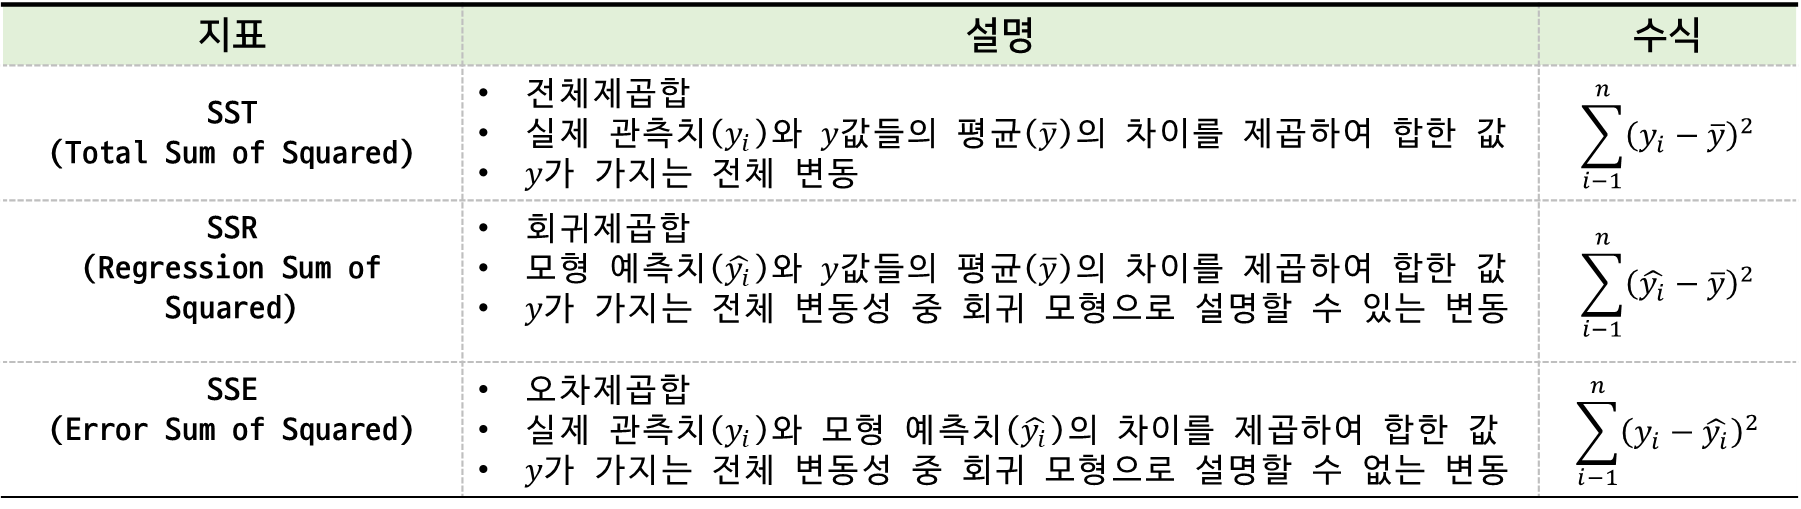 지표 설명 수식
SST
(Total Sum of Squared)
• 전체제곱합
• 실제 관측치(yᵢ)와 y값들의 평균(ȳ)의 차이를 제곱하여 합한 값
• y가 가지는 전체 변동
n
∑(yᵢ − ȳ)²
i−1
SSR
(Regression Sum of
Squared)
• 회귀제곱합
• 모형 예측치(ŷᵢ)와 y값들의 평균(ȳ)의 차이를 제곱하여 합한 값
• y가 가지는 전체 변동성 중 회귀 모형으로 설명할 수 있는 변동
n
∑(ŷᵢ − ȳ)²
i−1
SSE
(Error Sum of Squared)
• 오차제곱합
• 실제 관측치(yᵢ)와 모형 예측치(ŷᵢ)의 차이를 제곱하여 합한 값
• y가 가지는 전체 변동성 중 회귀 모형으로 설명할 수 없는 변동
n
∑(yᵢ − ŷᵢ)²
i−1